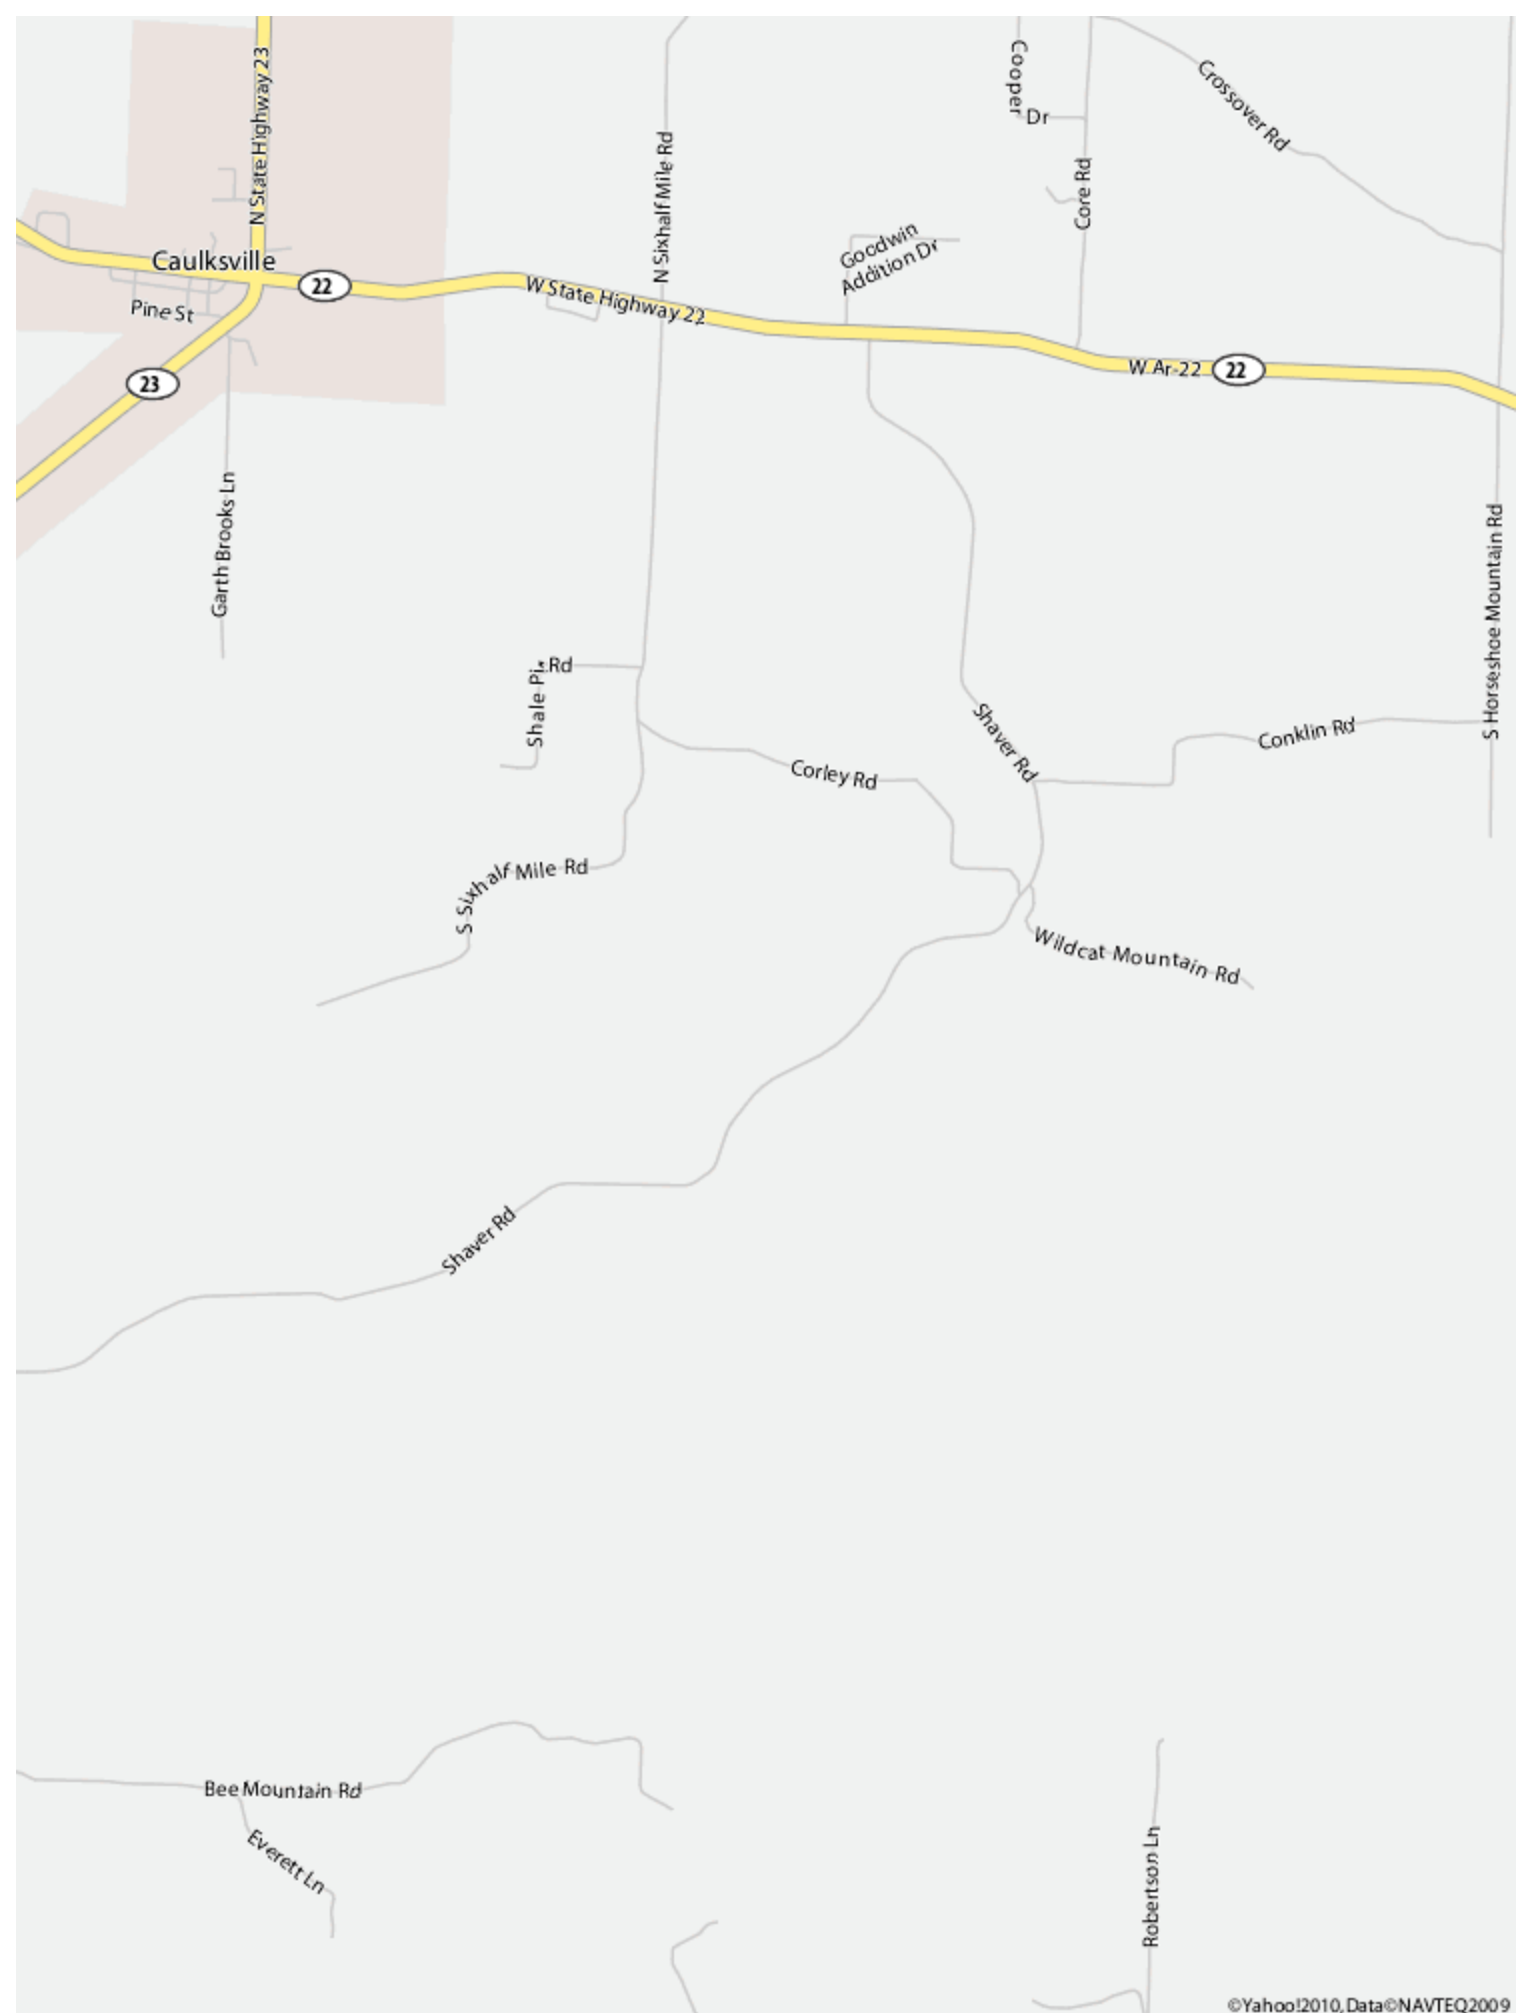 N State Highway 23
N Sixhalf Mile Rd
Cooper Dr
Core Rd
Crossover Rd
Goodwin
Addition Dr
Caulksville
22
W State Highway 22
Pine St
W Ar-22
22
23
Garth Brooks Ln
S Horseshoe Mountain Rd
Rd
Shale
Shaver Rd
Conklin Rd
Corley Rd
S Sixhalf Mile Rd
Wildcat Mountain Rd
Shaver Rd
Bee Mountain Rd
Everett Ln
Robertson Ln
©Yahoo!2010, Data©NAVTEQ2009